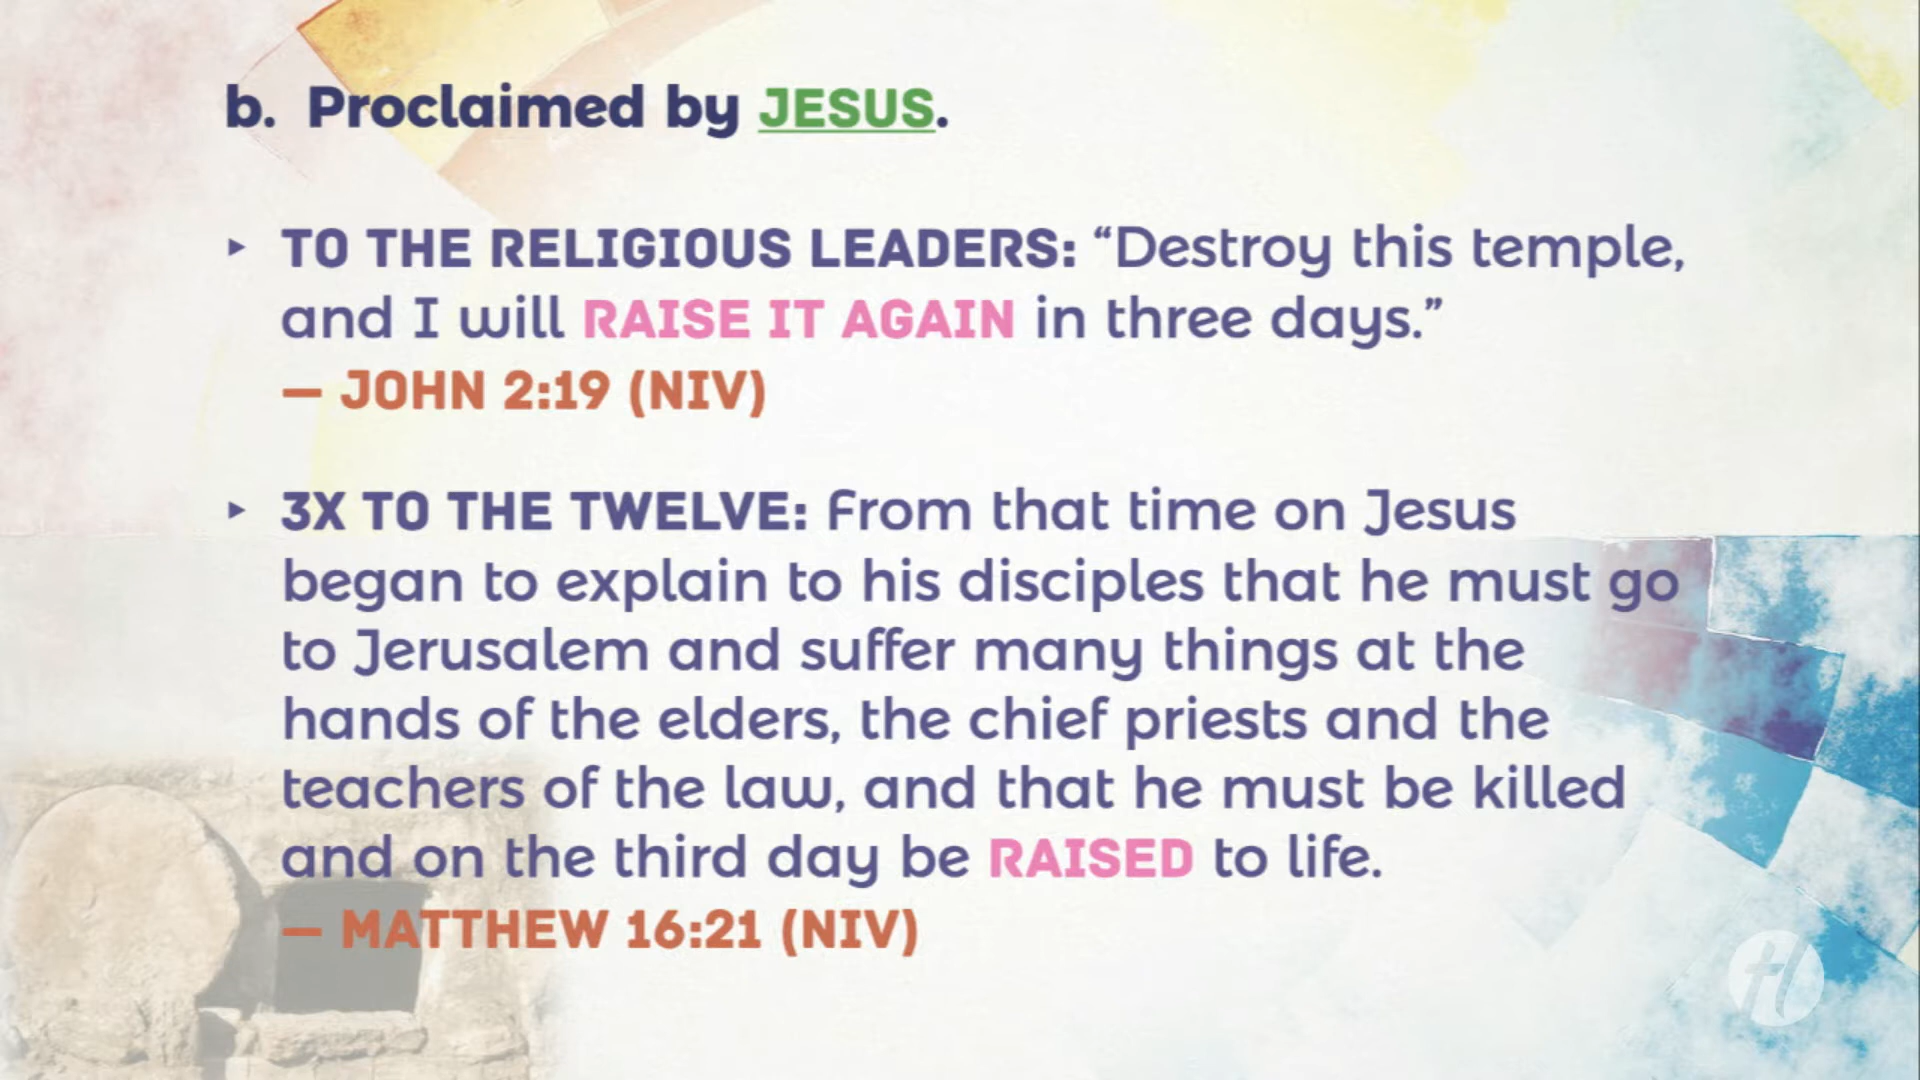 b. Proclaimed by JESUS.
▸ TO THE RELIGIOUS LEADERS: “Destroy this temple,
and I will RAISE IT AGAIN in three days.”
— JOHN 2:19 (NIV)
▸ 3X TO THE TWELVE: From that time on Jesus
began to explain to his disciples that he must go
to Jerusalem and suffer many things at the
hands of the elders, the chief priests and the
teachers of the law, and that he must be killed
and on the third day be RAISED to life.
— MATTHEW 16:21 (NIV)